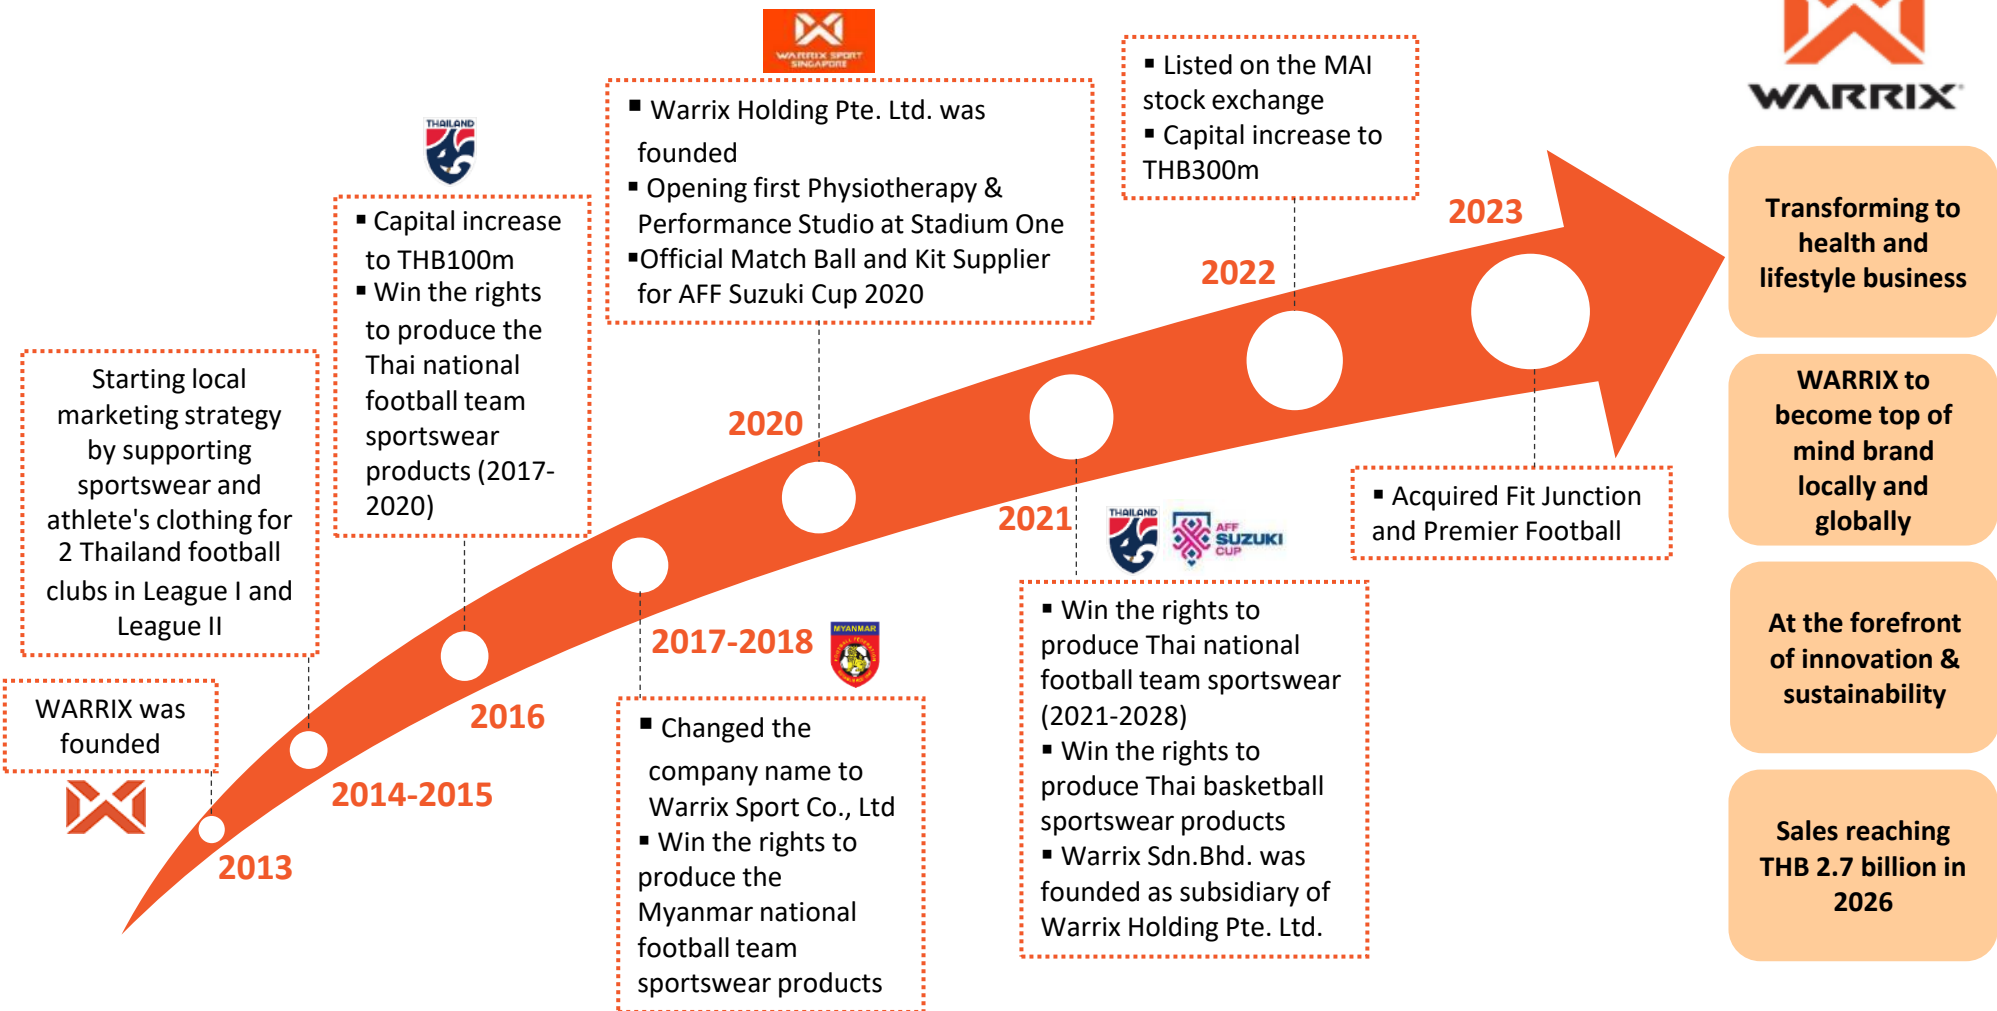 WARRIX was
founded
2013
Starting local
marketing strategy
by supporting
sportswear and
athlete's clothing for
2 Thailand football
clubs in League I and
League II
2014-2015
THAILAND
▪ Capital increase
to THB100m
▪ Win the rights
to produce the
Thai national
football team
sportswear
products (2017-
2020)
2016
2017-2018
MYANMAR
▪ Changed the
company name to
Warrix Sport Co., Ltd
▪ Win the rights to
produce the
Myanmar national
football team
sportswear products
WARRIX SPORT
SINGAPORE
▪ Warrix Holding Pte. Ltd. was
founded
▪ Opening first Physiotherapy &
Performance Studio at Stadium One
▪Official Match Ball and Kit Supplier
for AFF Suzuki Cup 2020
2020
2021
THAILAND
AFF
SUZUKI
CUP
▪ Win the rights to
produce Thai national
football team sportswear
(2021-2028)
▪ Win the rights to
produce Thai basketball
sportswear products
▪ Warrix Sdn.Bhd. was
founded as subsidiary of
Warrix Holding Pte. Ltd.
▪ Listed on the MAI
stock exchange
▪ Capital increase to
THB300m
2022
2023
▪ Acquired Fit Junction
and Premier Football
WARRIX
Transforming to
health and
lifestyle business
WARRIX to
become top of
mind brand
locally and
globally
At the forefront
of innovation &
sustainability
Sales reaching
THB 2.7 billion in
2026